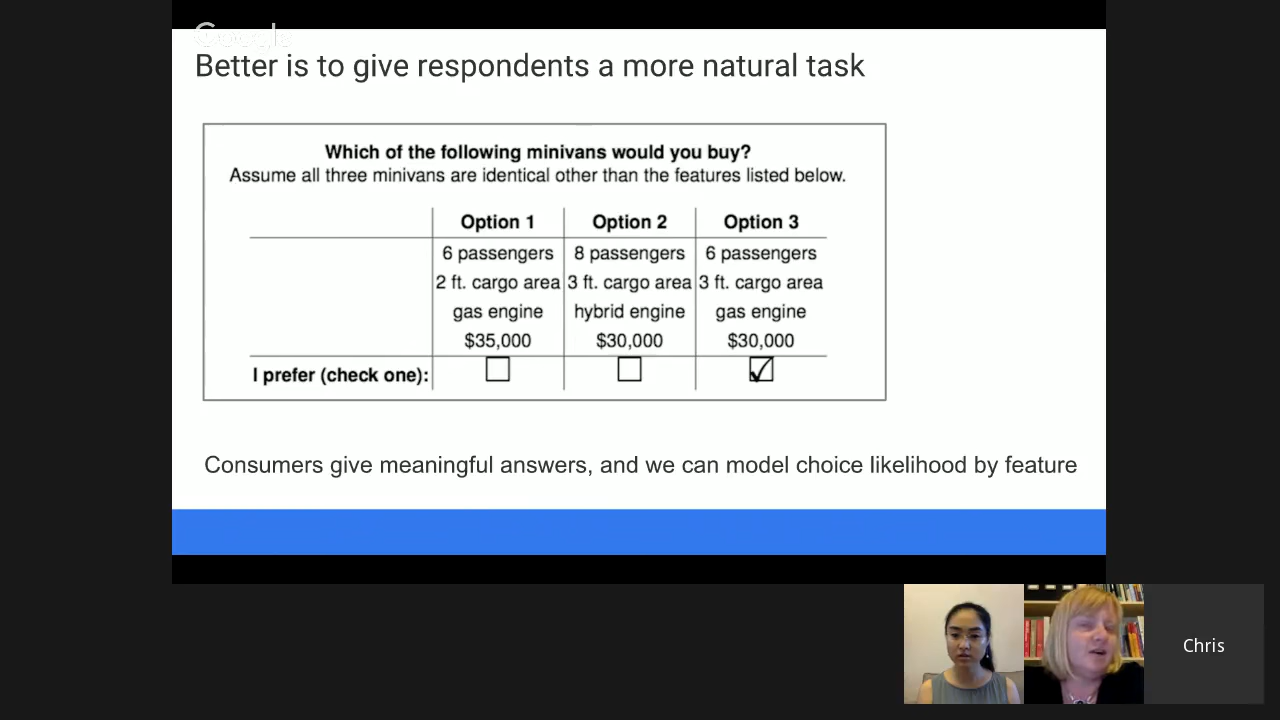 Google
Better is to give respondents a more natural task
Which of the following minivans would you buy?
Assume all three minivans are identical other than the features listed below.
Option 1 Option 2 Option 3
6 passengers 8 passengers 6 passengers
2 ft. cargo area 3 ft. cargo area 3 ft. cargo area
gas engine hybrid engine gas engine
$35,000 $30,000 $30,000
I prefer (check one):
Consumers give meaningful answers, and we can model choice likelihood by feature
Chris